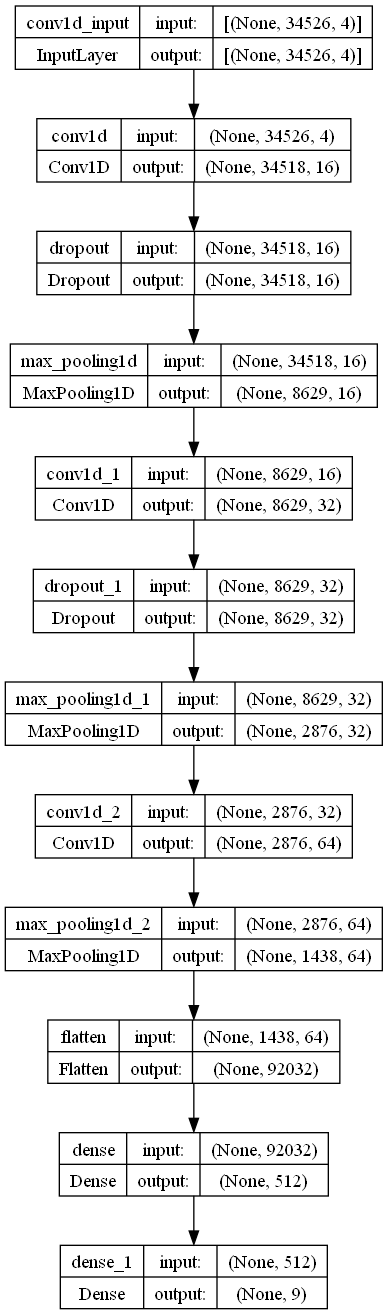 conv1d_input input: [(None, 34526, 4)]
InputLayer output: [(None, 34526, 4)]
conv1d input: (None, 34526, 4)
Conv1D output: (None, 34518, 16)
dropout input: (None, 34518, 16)
Dropout output: (None, 34518, 16)
max_pooling1d input: (None, 34518, 16)
MaxPooling1D output: (None, 8629, 16)
conv1d_1 input: (None, 8629, 16)
Conv1D output: (None, 8629, 32)
dropout_1 input: (None, 8629, 32)
Dropout output: (None, 8629, 32)
max_pooling1d_1 input: (None, 8629, 32)
MaxPooling1D output: (None, 2876, 32)
conv1d_2 input: (None, 2876, 32)
Conv1D output: (None, 2876, 64)
max_pooling1d_2 input: (None, 2876, 64)
MaxPooling1D output: (None, 1438, 64)
flatten input: (None, 1438, 64)
Flatten output: (None, 92032)
dense input: (None, 92032)
Dense output: (None, 512)
dense_1 input: (None, 512)
Dense output: (None, 9)